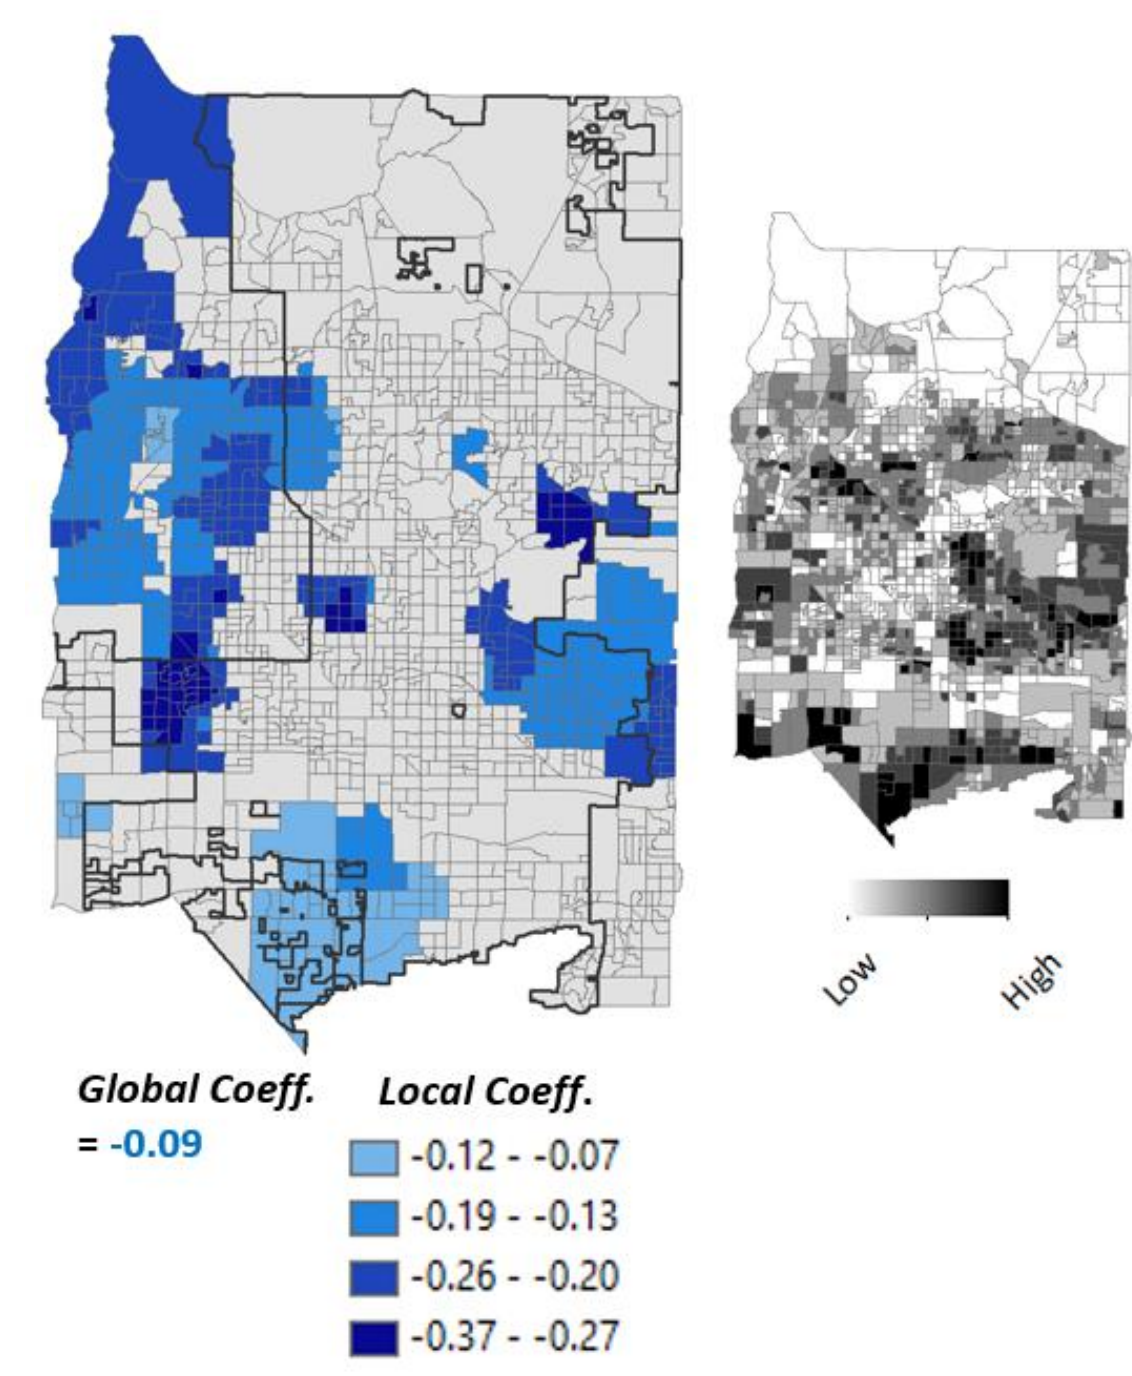 Low
High
Global Coeff.
= -0.09
Local Coeff.
-0.12 - -0.07
-0.19 - -0.13
-0.26 - -0.20
-0.37 - -0.27